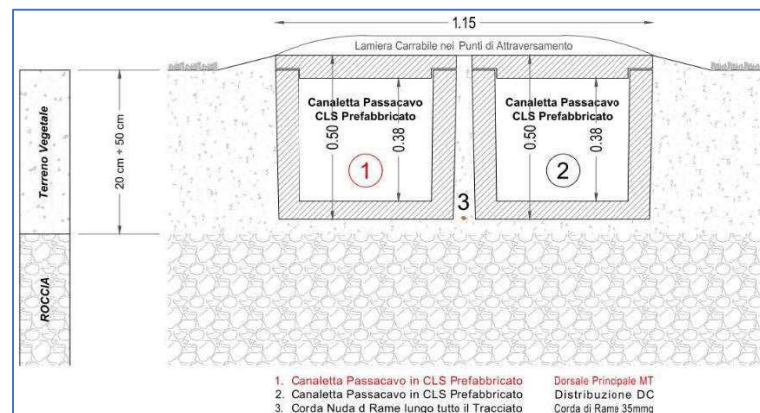 1.15
Lamiera Carrabile nei Punti di Attraversamento
Terreno Vegetale
20 cm ÷ 50 cm
Canaletta Passacavo
CLS Prefabbricato
0.50
0.38
1
Canaletta Passacavo
CLS Prefabbricato
0.50
0.38
2
3
ROCCIA
1. Canaletta Passacavo in CLS Prefabbricato Dorsale Principale MT
2. Canaletta Passacavo in CLS Prefabbricato Distribuzione DC
3. Corda Nuda d Rame lungo tutto il Tracciato Corda di Rame 35mmq